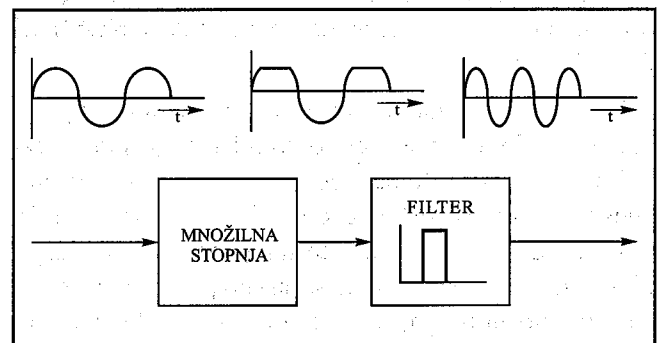 t
t
t
MNOŽILNA
STOPNJA
FILTER